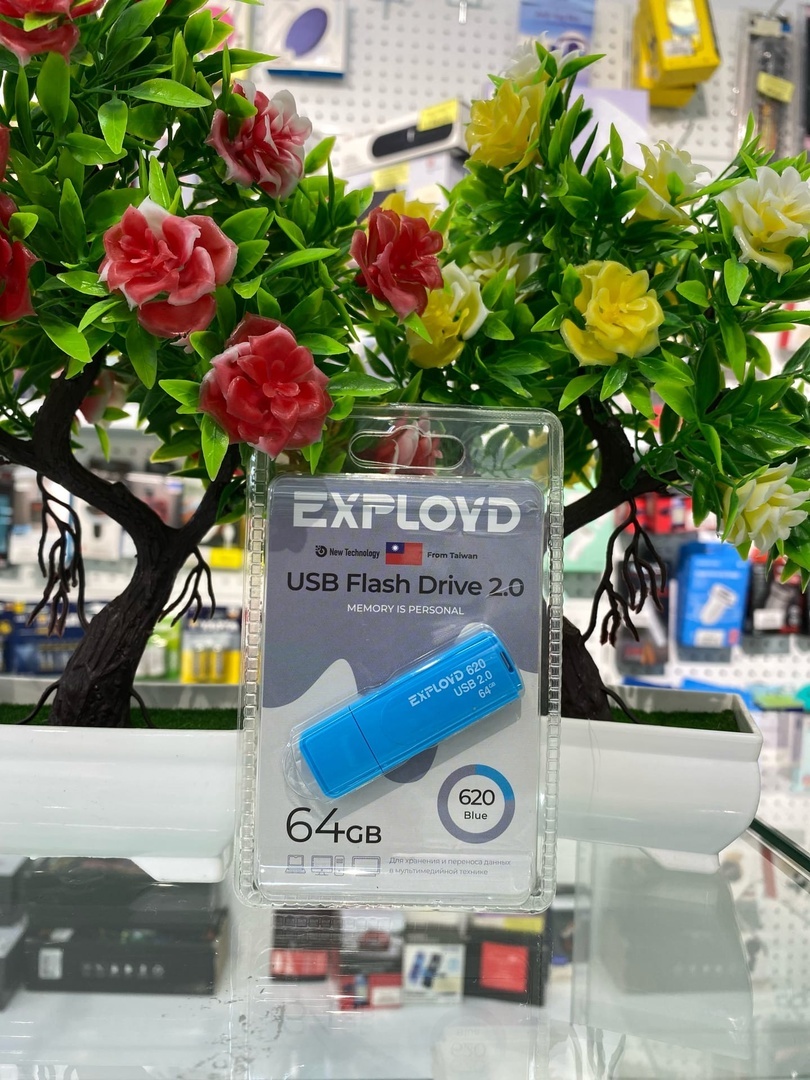 EXPLOYD
New Technology From Taiwan
USB Flash Drive 2.0
MEMORY IS PERSONAL
EXPLOYD 620
USB 2.0
64GB
620
Blue
64GB
Для хранения и переноса данных
в мультимедийной технике